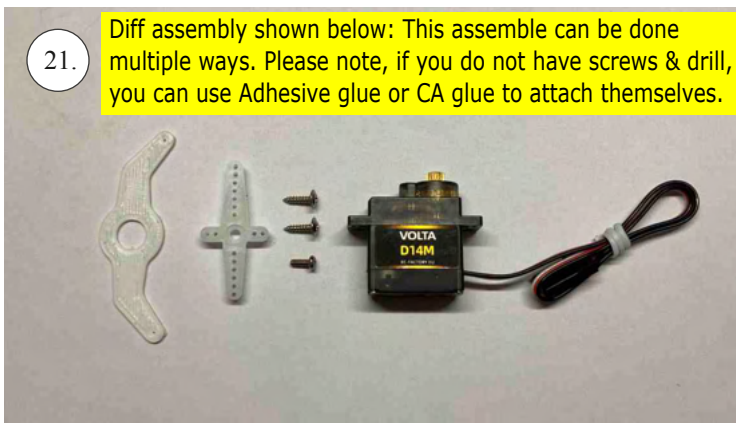 21.
Diff assembly shown below: This assemble can be done
multiple ways. Please note, if you do not have screws & drill,
you can use Adhesive glue or CA glue to attach themselves.
VOLTA
D14M